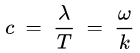 c = λ/T = ω/k